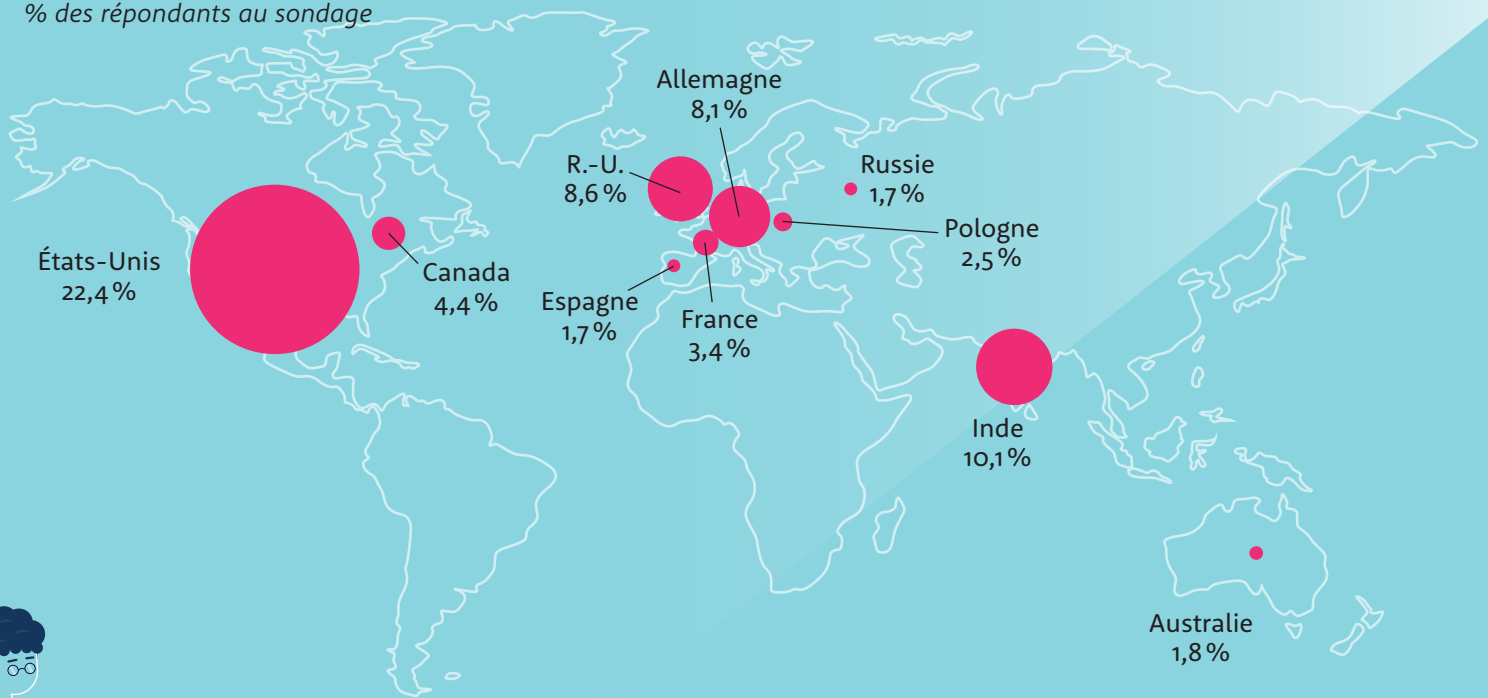 % des répondants au sondage
Allemagne
8,1 %
R.-U.
8,6 %
Russie
1,7 %
Pologne
2,5 %
États-Unis
22,4 %
Canada
4,4 %
Espagne
1,7 %
France
3,4 %
Inde
10,1 %
Australie
1,8 %